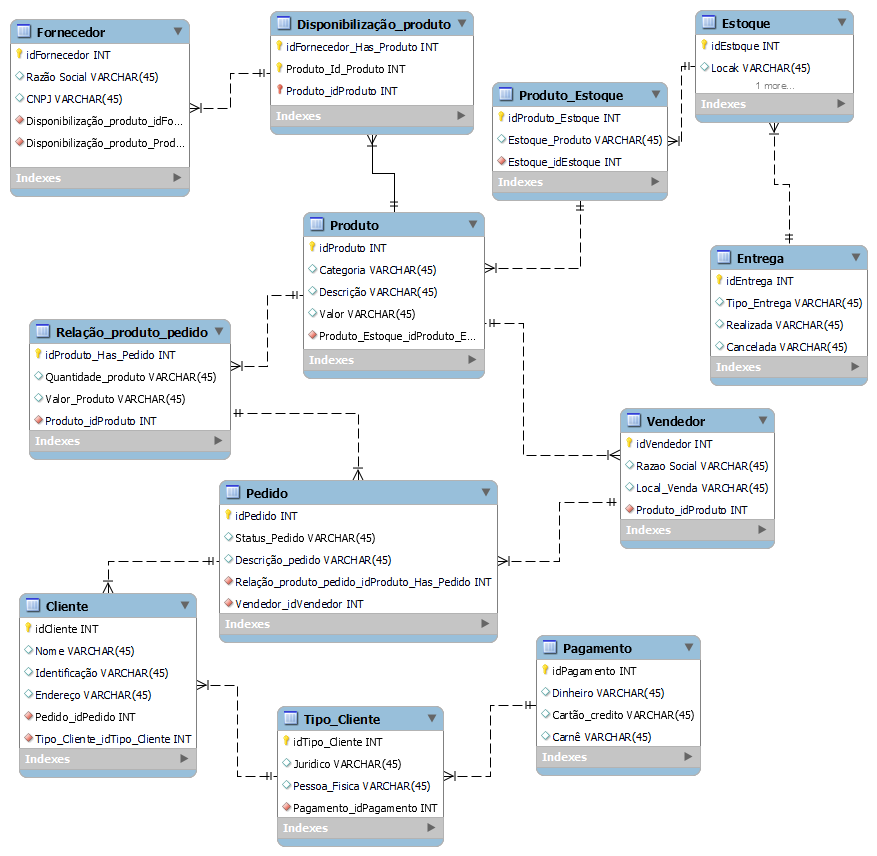 Fornecedor
idFornecedor INT
Razão Social VARCHAR(45)
CNPJ VARCHAR(45)
Disponibilização_produto_idFo...
Disponibilização_produto_Prod...
Indexes
Disponibilização_produto
idFornecedor_Has_Produto INT
Produto_Id_Produto INT
Produto_idProduto INT
Indexes
Produto_Estoque
idProduto_Estoque INT
Estoque_Produto VARCHAR(45)
Estoque_idEstoque INT
Indexes
Estoque
idEstoque INT
Locak VARCHAR(45)
1 more...
Indexes
Produto
idProduto INT
Categoria VARCHAR(45)
Descrição VARCHAR(45)
Valor VARCHAR(45)
Produto_Estoque_idProduto_E...
Indexes
Entrega
idEntrega INT
Tipo_Entrega VARCHAR(45)
Realizada VARCHAR(45)
Cancelada VARCHAR(45)
Indexes
Relação_produto_pedido
idProduto_Has_Pedido INT
Quantidade_produto VARCHAR(45)
Valor_Produto VARCHAR(45)
Produto_idProduto INT
Indexes
Vendedor
idVendedor INT
Razao Social VARCHAR(45)
Local_Venda VARCHAR(45)
Produto_idProduto INT
Indexes
Pedido
idPedido INT
Status_Pedido VARCHAR(45)
Descrição_pedido VARCHAR(45)
Relação_produto_pedido_idProduto_Has_Pedido INT
Vendedor_idVendedor INT
Indexes
Cliente
idCliente INT
Nome VARCHAR(45)
Identificação VARCHAR(45)
Endereço VARCHAR(45)
Pedido_idPedido INT
Tipo_Cliente_idTipo_Cliente INT
Indexes
Tipo_Cliente
idTipo_Cliente INT
Juridico VARCHAR(45)
Pessoa_Fisica VARCHAR(45)
Pagamento_idPagamento INT
Indexes
Pagamento
idPagamento INT
Dinheiro VARCHAR(45)
Cartão_credito VARCHAR(45)
Carnê VARCHAR(45)
Indexes